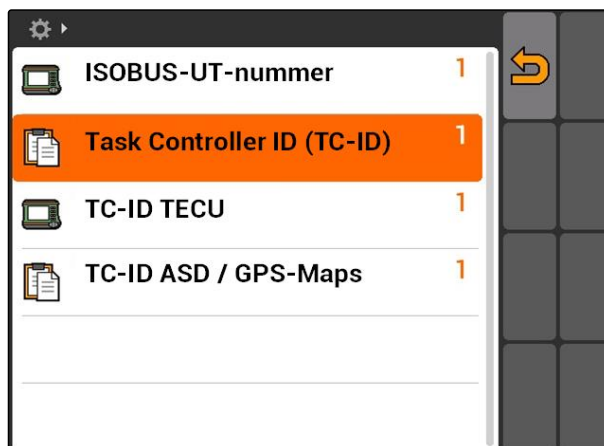 ISOBUS-UT-nummer 1
Task Controller ID (TC-ID) 1
TC-ID TECU 1
TC-ID ASD / GPS-Maps 1